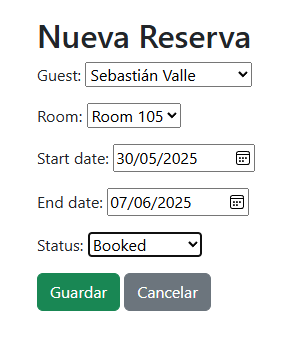 Nueva Reserva
Guest: Sebastián Valle
Room: Room 105
Start date: 30/05/2025
End date: 07/06/2025
Status: Booked
Guardar Cancelar